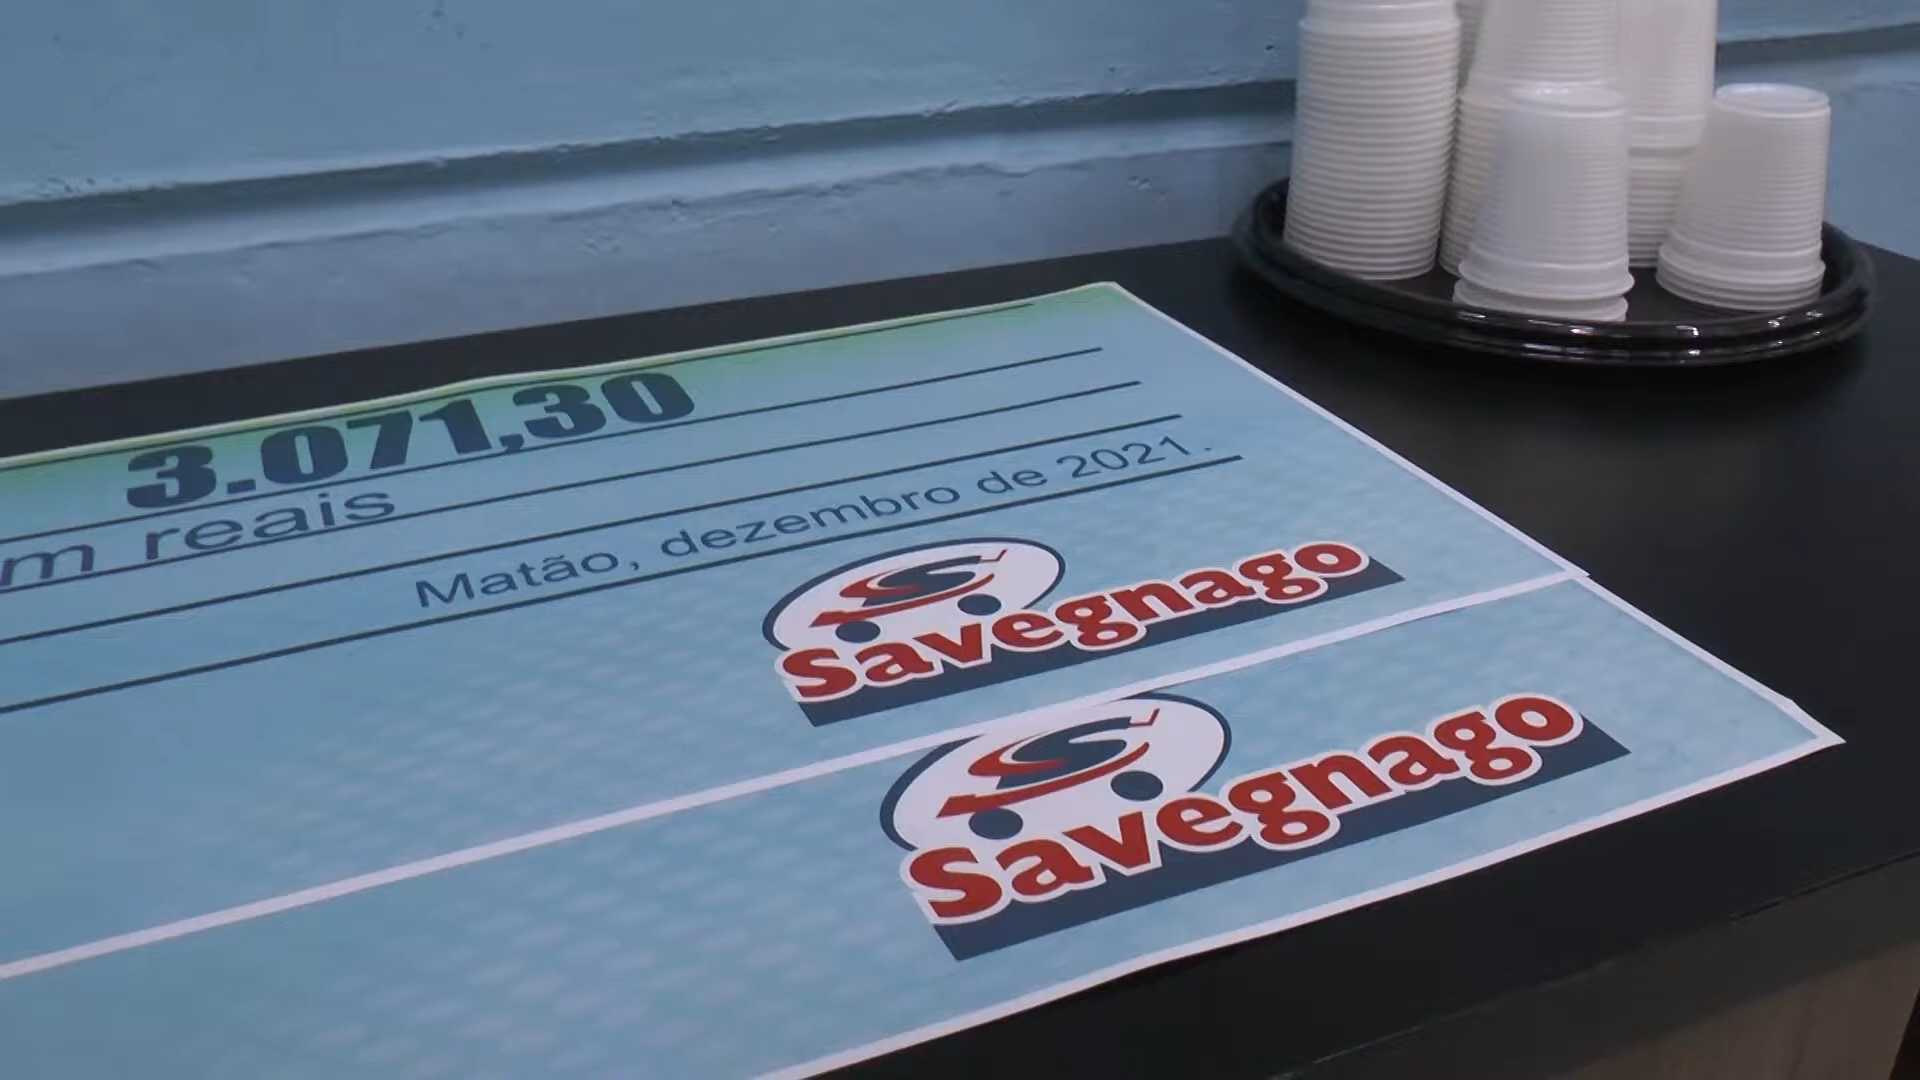 3.071,30
m reais
Matão, dezembro de 2021.
Savegnago
Savegnago